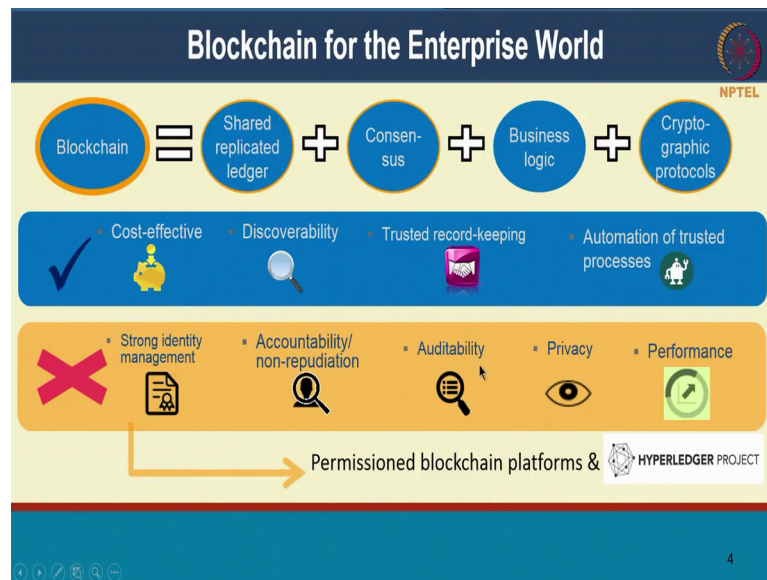 Blockchain for the Enterprise World
NPTEL
Blockchain
Shared
replicated
ledger
Consen-
sus
Business
logic
Crypto-
graphic
protocols
Cost-effective
Discoverability
Trusted record-keeping
Automation of trusted
processes
Strong identity
management
Accountability/
non-repudiation
Auditability
Privacy
Performance
Permissioned blockchain platforms &
HYPERLEDGER PROJECT
4